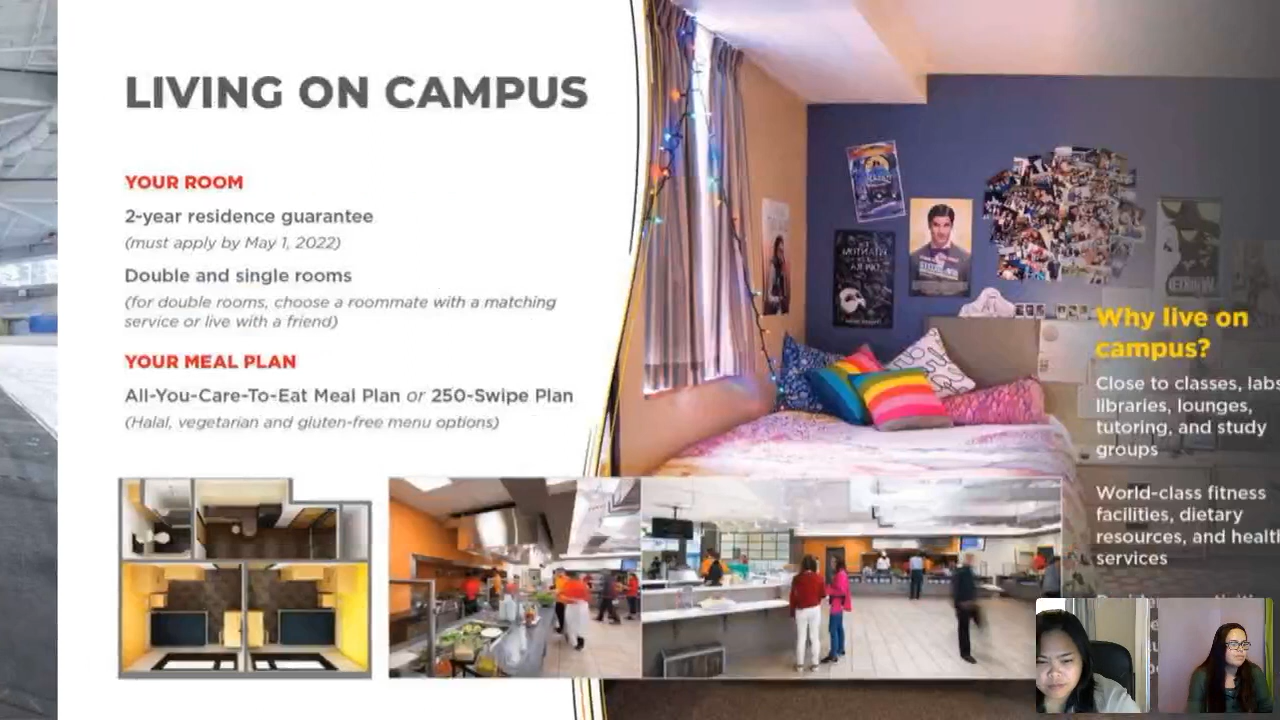 LIVING ON CAMPUS
YOUR ROOM
2-year residence guarantee
(must apply by May 1, 2022)
Double and single rooms
(for double rooms, choose a roommate with a matching
service or live with a friend)
YOUR MEAL PLAN
All-You-Care-To-Eat Meal Plan or 250-Swipe Plan
(Halal, vegetarian and gluten-free menu options)
Why live on
campus?
Close to classes, labs
libraries, lounges,
tutoring, and study
groups
World-class fitness
facilities, dietary
resources, and health
services